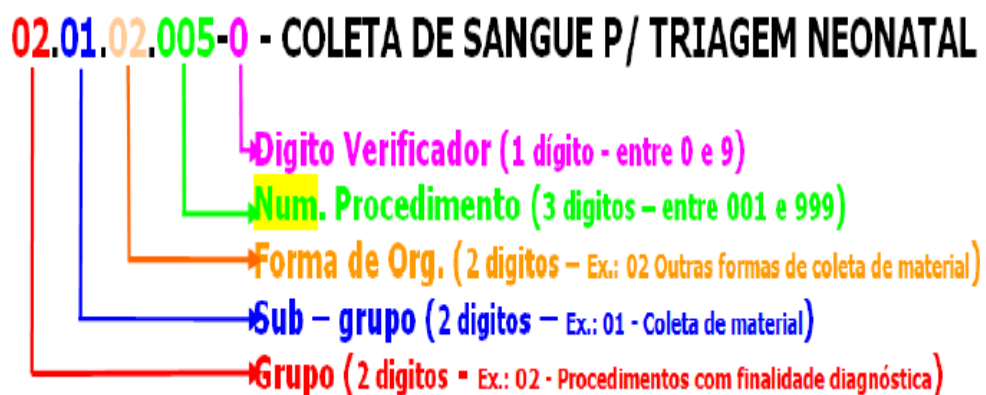 02.01.02.005-0 - COLETA DE SANGUE P/ TRIAGEM NEONATAL
Digito Verificador (1 dígito - entre 0 e 9)
Num. Procedimento (3 digitos – entre 001 e 999)
Forma de Org. (2 digitos – Ex.: 02 Outras formas de coleta de material)
Sub – grupo (2 digitos – Ex.: 01 - Coleta de material)
Grupo (2 digitos - Ex.: 02 - Procedimentos com finalidade diagnóstica)